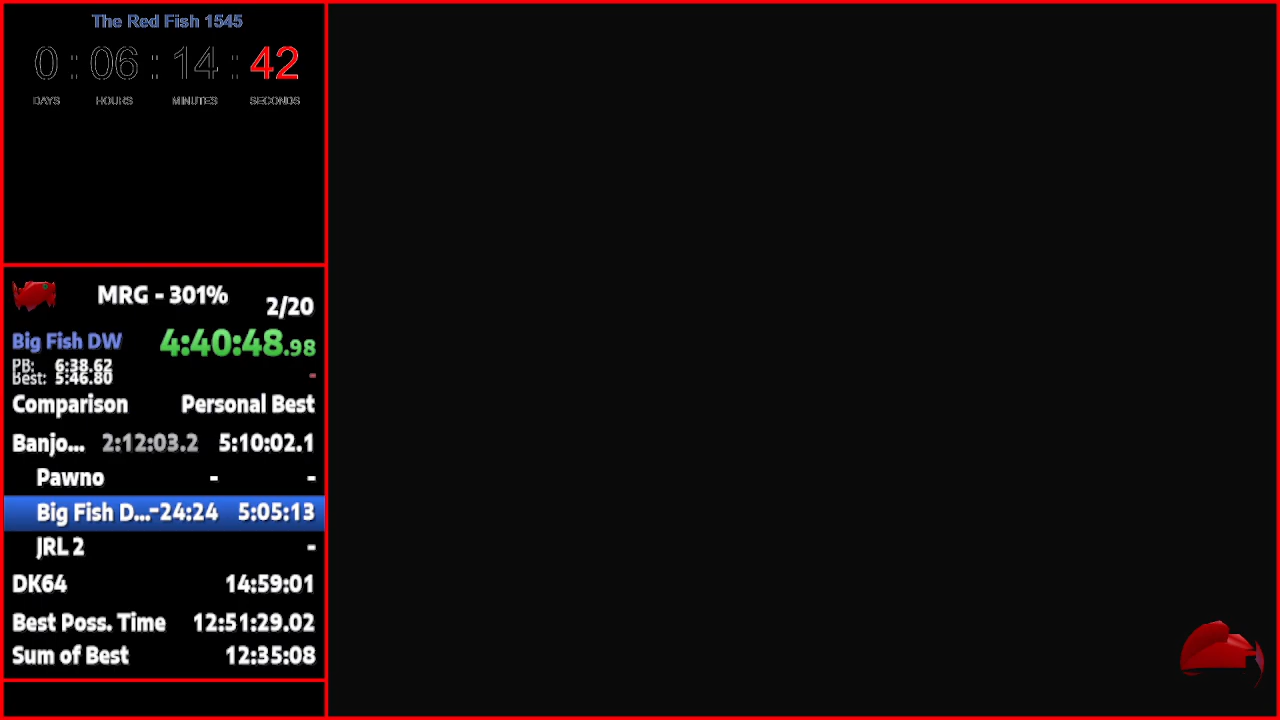 The Red Fish 1545
0 : 06 : 14 : 42
DAYS HOURS MINUTES SECONDS
MRG - 301%
2/20
Big Fish DW 4:40:48.98
PB: 6:38.62
Best: 5:46.80 -
Comparison Personal Best
Banjo... 2:12:03.2 5:10:02.1
Pawno - -
Big Fish D... -24:24 5:05:13
JRL 2 -
DK64 14:59:01
Best Poss. Time 12:51:29.02
Sum of Best 12:35:08